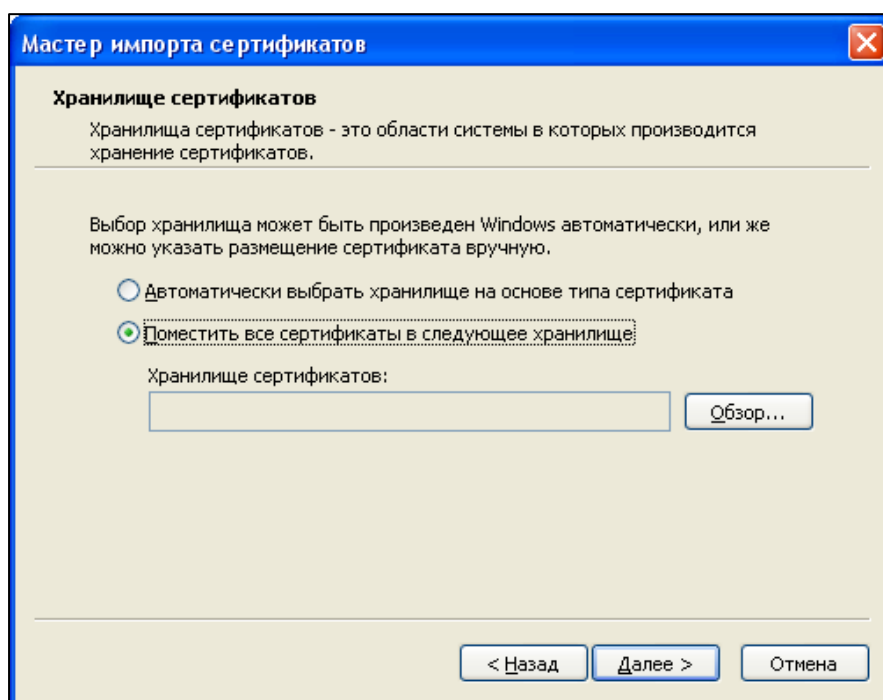 Мастер импорта сертификатов
Хранилище сертификатов
Хранилища сертификатов - это области системы в которых производится
хранение сертификатов.
Выбор хранилища может быть произведен Windows автоматически, или же
можно указать размещение сертификата вручную.
Автоматически выбрать хранилище на основе типа сертификата
Поместить все сертификаты в следующее хранилище
Хранилище сертификатов:
Обзор...
< Назад Далее > Отмена